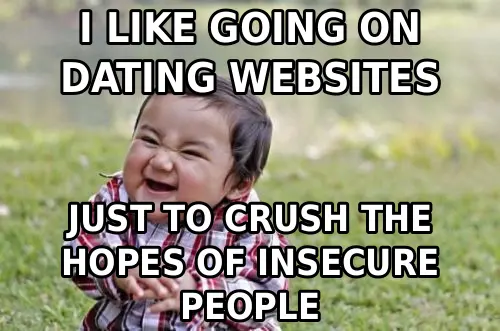 I LIKE GOING ON
DATING WEBSITES
JUST TO CRUSH THE
HOPES OF INSECURE
PEOPLE